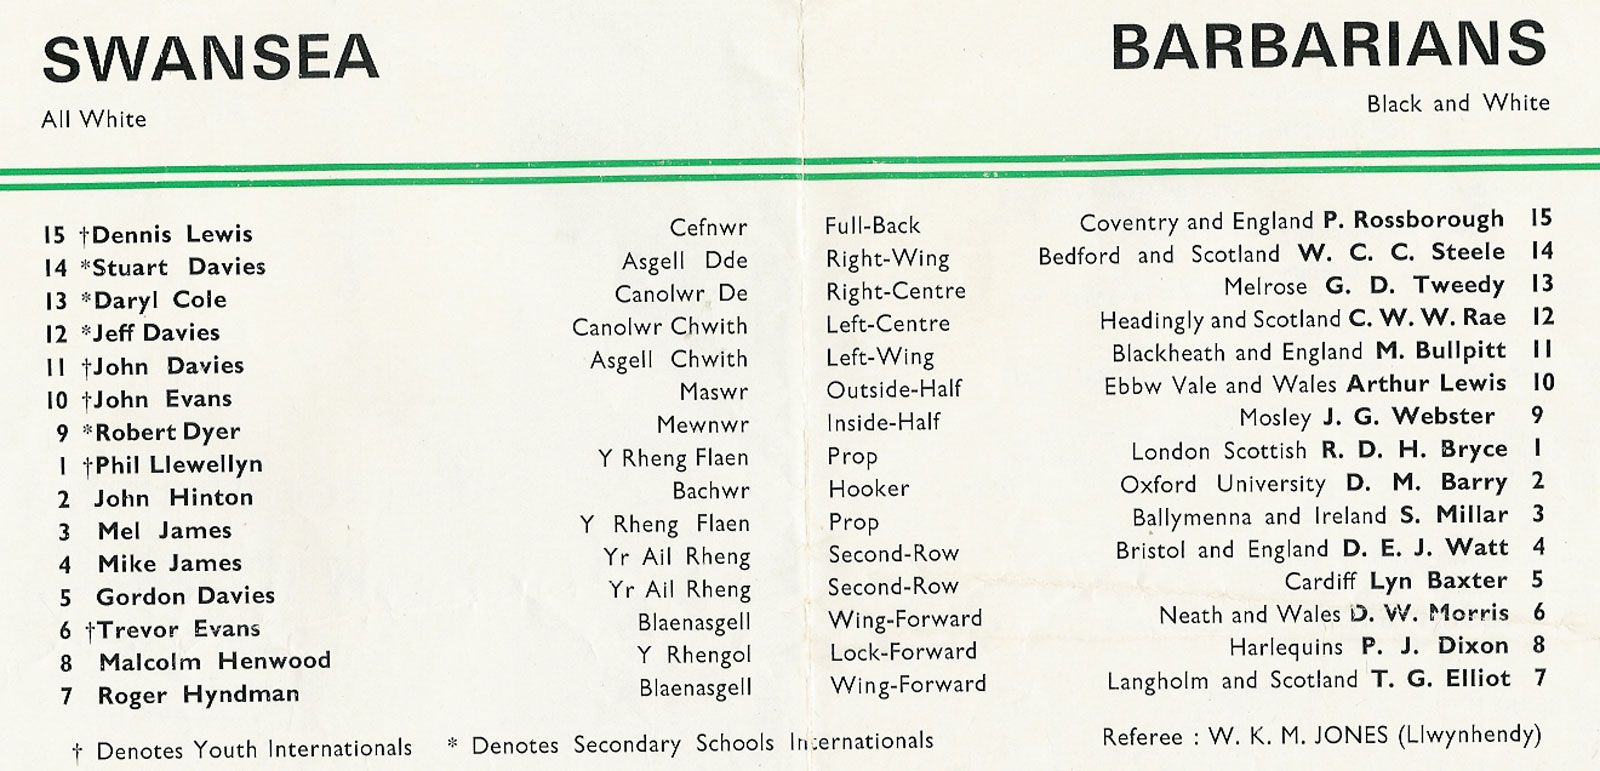 SWANSEA
All White
BARBARIANS
Black and White
15 †Dennis Lewis Cefnwr Full-Back Coventry and England P. Rossborough 15
14 *Stuart Davies Asgell Dde Right-Wing Bedford and Scotland W. C. C. Steele 14
13 *Daryl Cole Canolwr De Right-Centre Melrose G. D. Tweedy 13
12 *Jeff Davies Canolwr Chwith Left-Centre Headingly and Scotland C. W. W. Rae 12
11 †John Davies Asgell Chwith Left-Wing Blackheath and England M. Bullpitt 11
10 †John Evans Maswr Outside-Half Ebbw Vale and Wales Arthur Lewis 10
9 *Robert Dyer Mewnwr Inside-Half Mosley J. G. Webster 9
1 †Phil Llewellyn Y Rheng Flaen Prop London Scottish R. D. H. Bryce 1
2 John Hinton Bachwr Hooker Oxford University D. M. Barry 2
3 Mel James Y Rheng Flaen Prop Ballymenna and Ireland S. Millar 3
4 Mike James Yr Ail Rheng Second-Row Bristol and England D. E. J. Watt 4
5 Gordon Davies Yr Ail Rheng Second-Row Cardiff Lyn Baxter 5
6 †Trevor Evans Blaenasgell Wing-Forward Neath and Wales D. W. Morris 6
8 Malcolm Henwood Y Rhengol Lock-Forward Harlequins P. J. Dixon 8
7 Roger Hyndman Blaenasgell Wing-Forward Langholm and Scotland T. G. Elliot 7
† Denotes Youth Internationals * Denotes Secondary Schools Internationals
Referee : W. K. M. JONES (Llwynhendy)